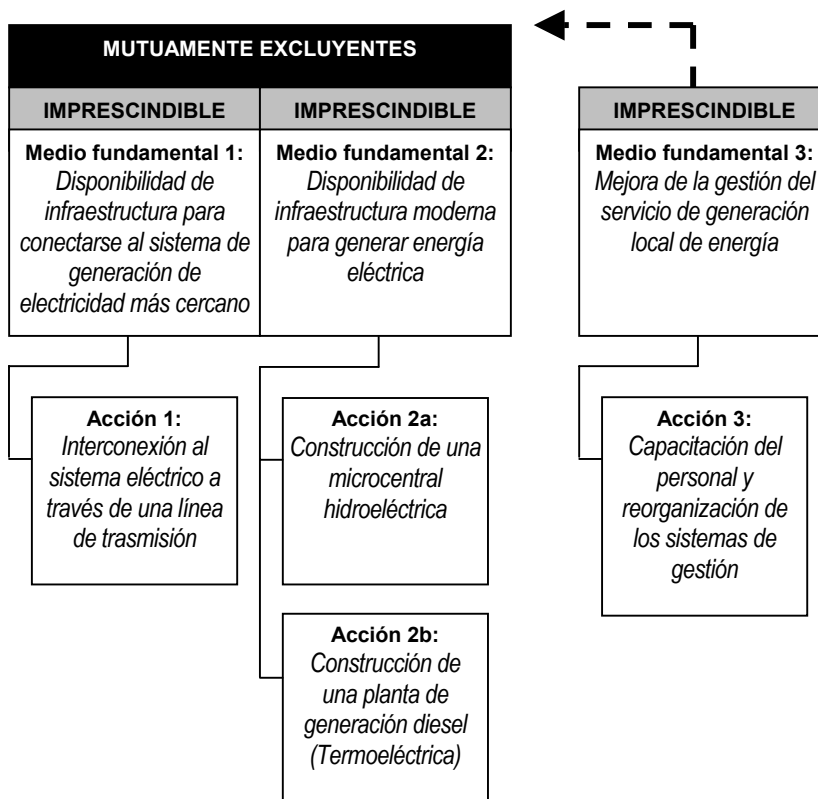 MUTUAMENTE EXCLUYENTES
IMPRESCINDIBLE
Medio fundamental 1:
Disponibilidad de
infraestructura para
conectarse al sistema de
generación de
electricidad más cercano
IMPRESCINDIBLE
Medio fundamental 2:
Disponibilidad de
infraestructura moderna
para generar energía
eléctrica
IMPRESCINDIBLE
Medio fundamental 3:
Mejora de la gestión del
servicio de generación
local de energía
Acción 1:
Interconexión al
sistema eléctrico a
través de una línea
de trasmisión
Acción 2a:
Construcción de una
microcentral
hidroeléctrica
Acción 2b:
Construcción de
una planta de
generación diesel
(Termoeléctrica)
Acción 3:
Capacitación del
personal y
reorganización de
los sistemas de
gestión